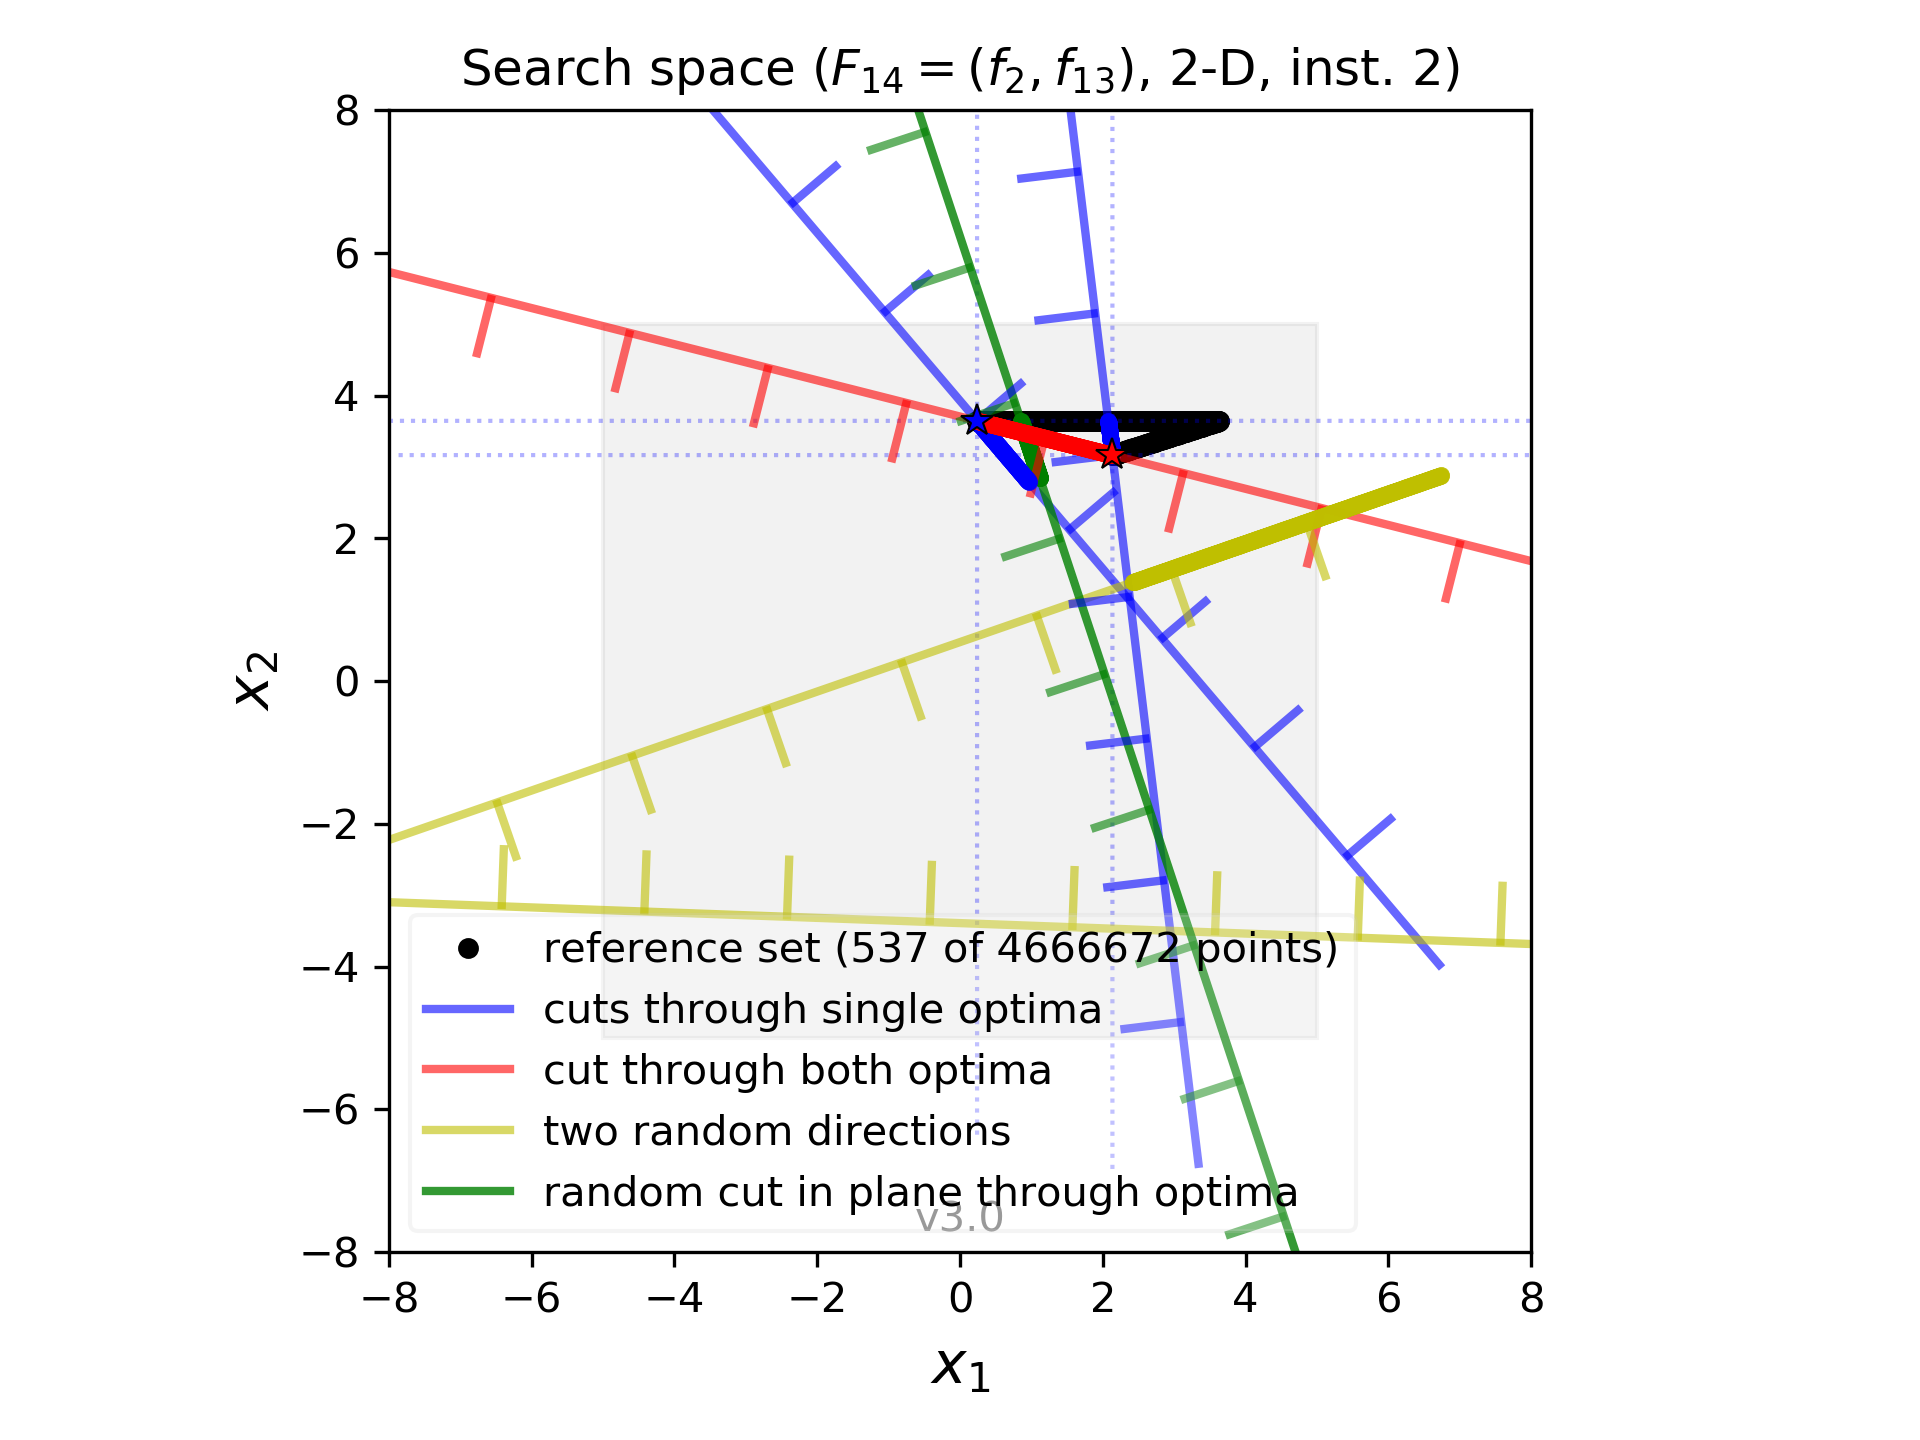 Search space (F14 = (f2, f13), 2-D, inst. 2)
8
6
4
2
0
−2
−4
−6
−8
x2
reference set (537 of 4666672 points)
cuts through single optima
cut through both optima
two random directions
random cut in plane through optima
v3.0
−8 −6 −4 −2 0 2 4 6 8
x1